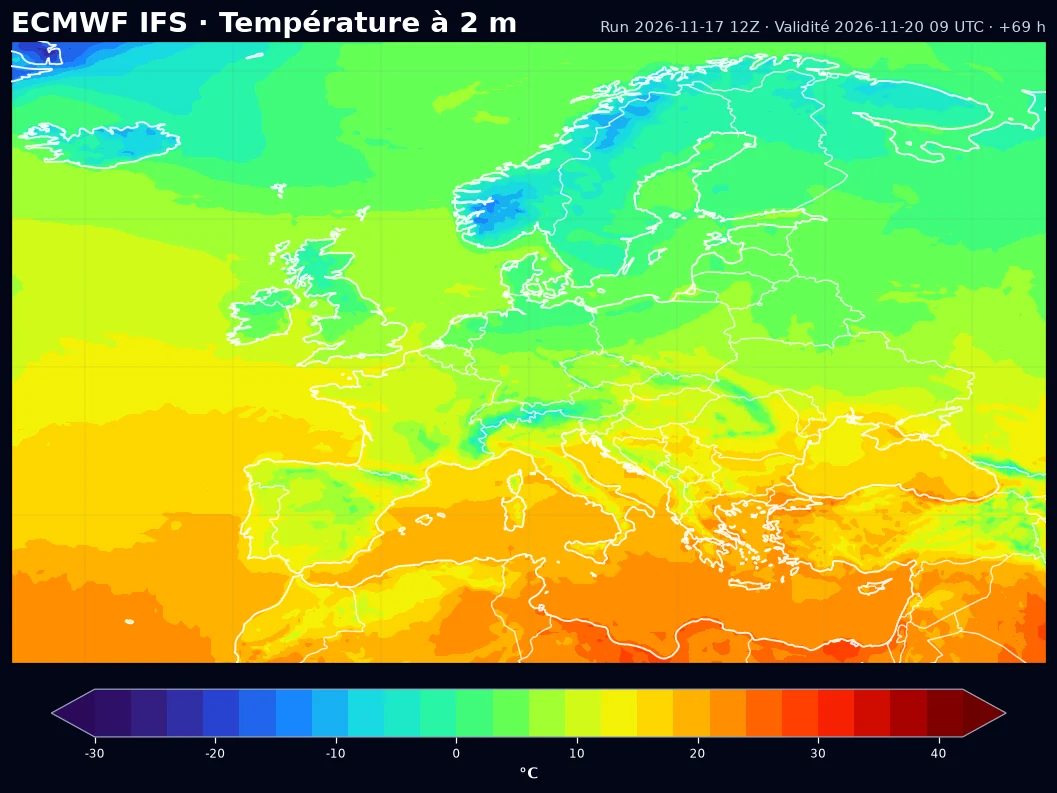 ECMWF IFS · Température à 2 m
Run 2026-11-17 12Z · Validité 2026-11-20 09 UTC · +69 h
-30 -20 -10 0 10 20 30 40
°C